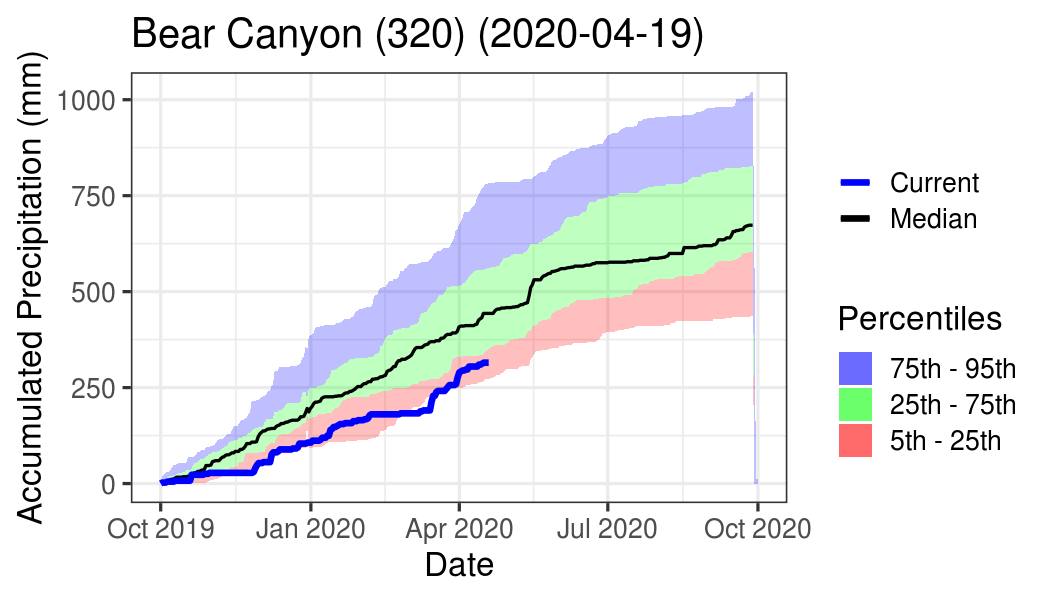 Bear Canyon (320) (2020-04-19)
Accumulated Precipitation (mm)
1000
750
500
250
0
Oct 2019
Jan 2020
Apr 2020
Jul 2020
Oct 2020
Date
Current
Median
Percentiles
75th - 95th
25th - 75th
5th - 25th